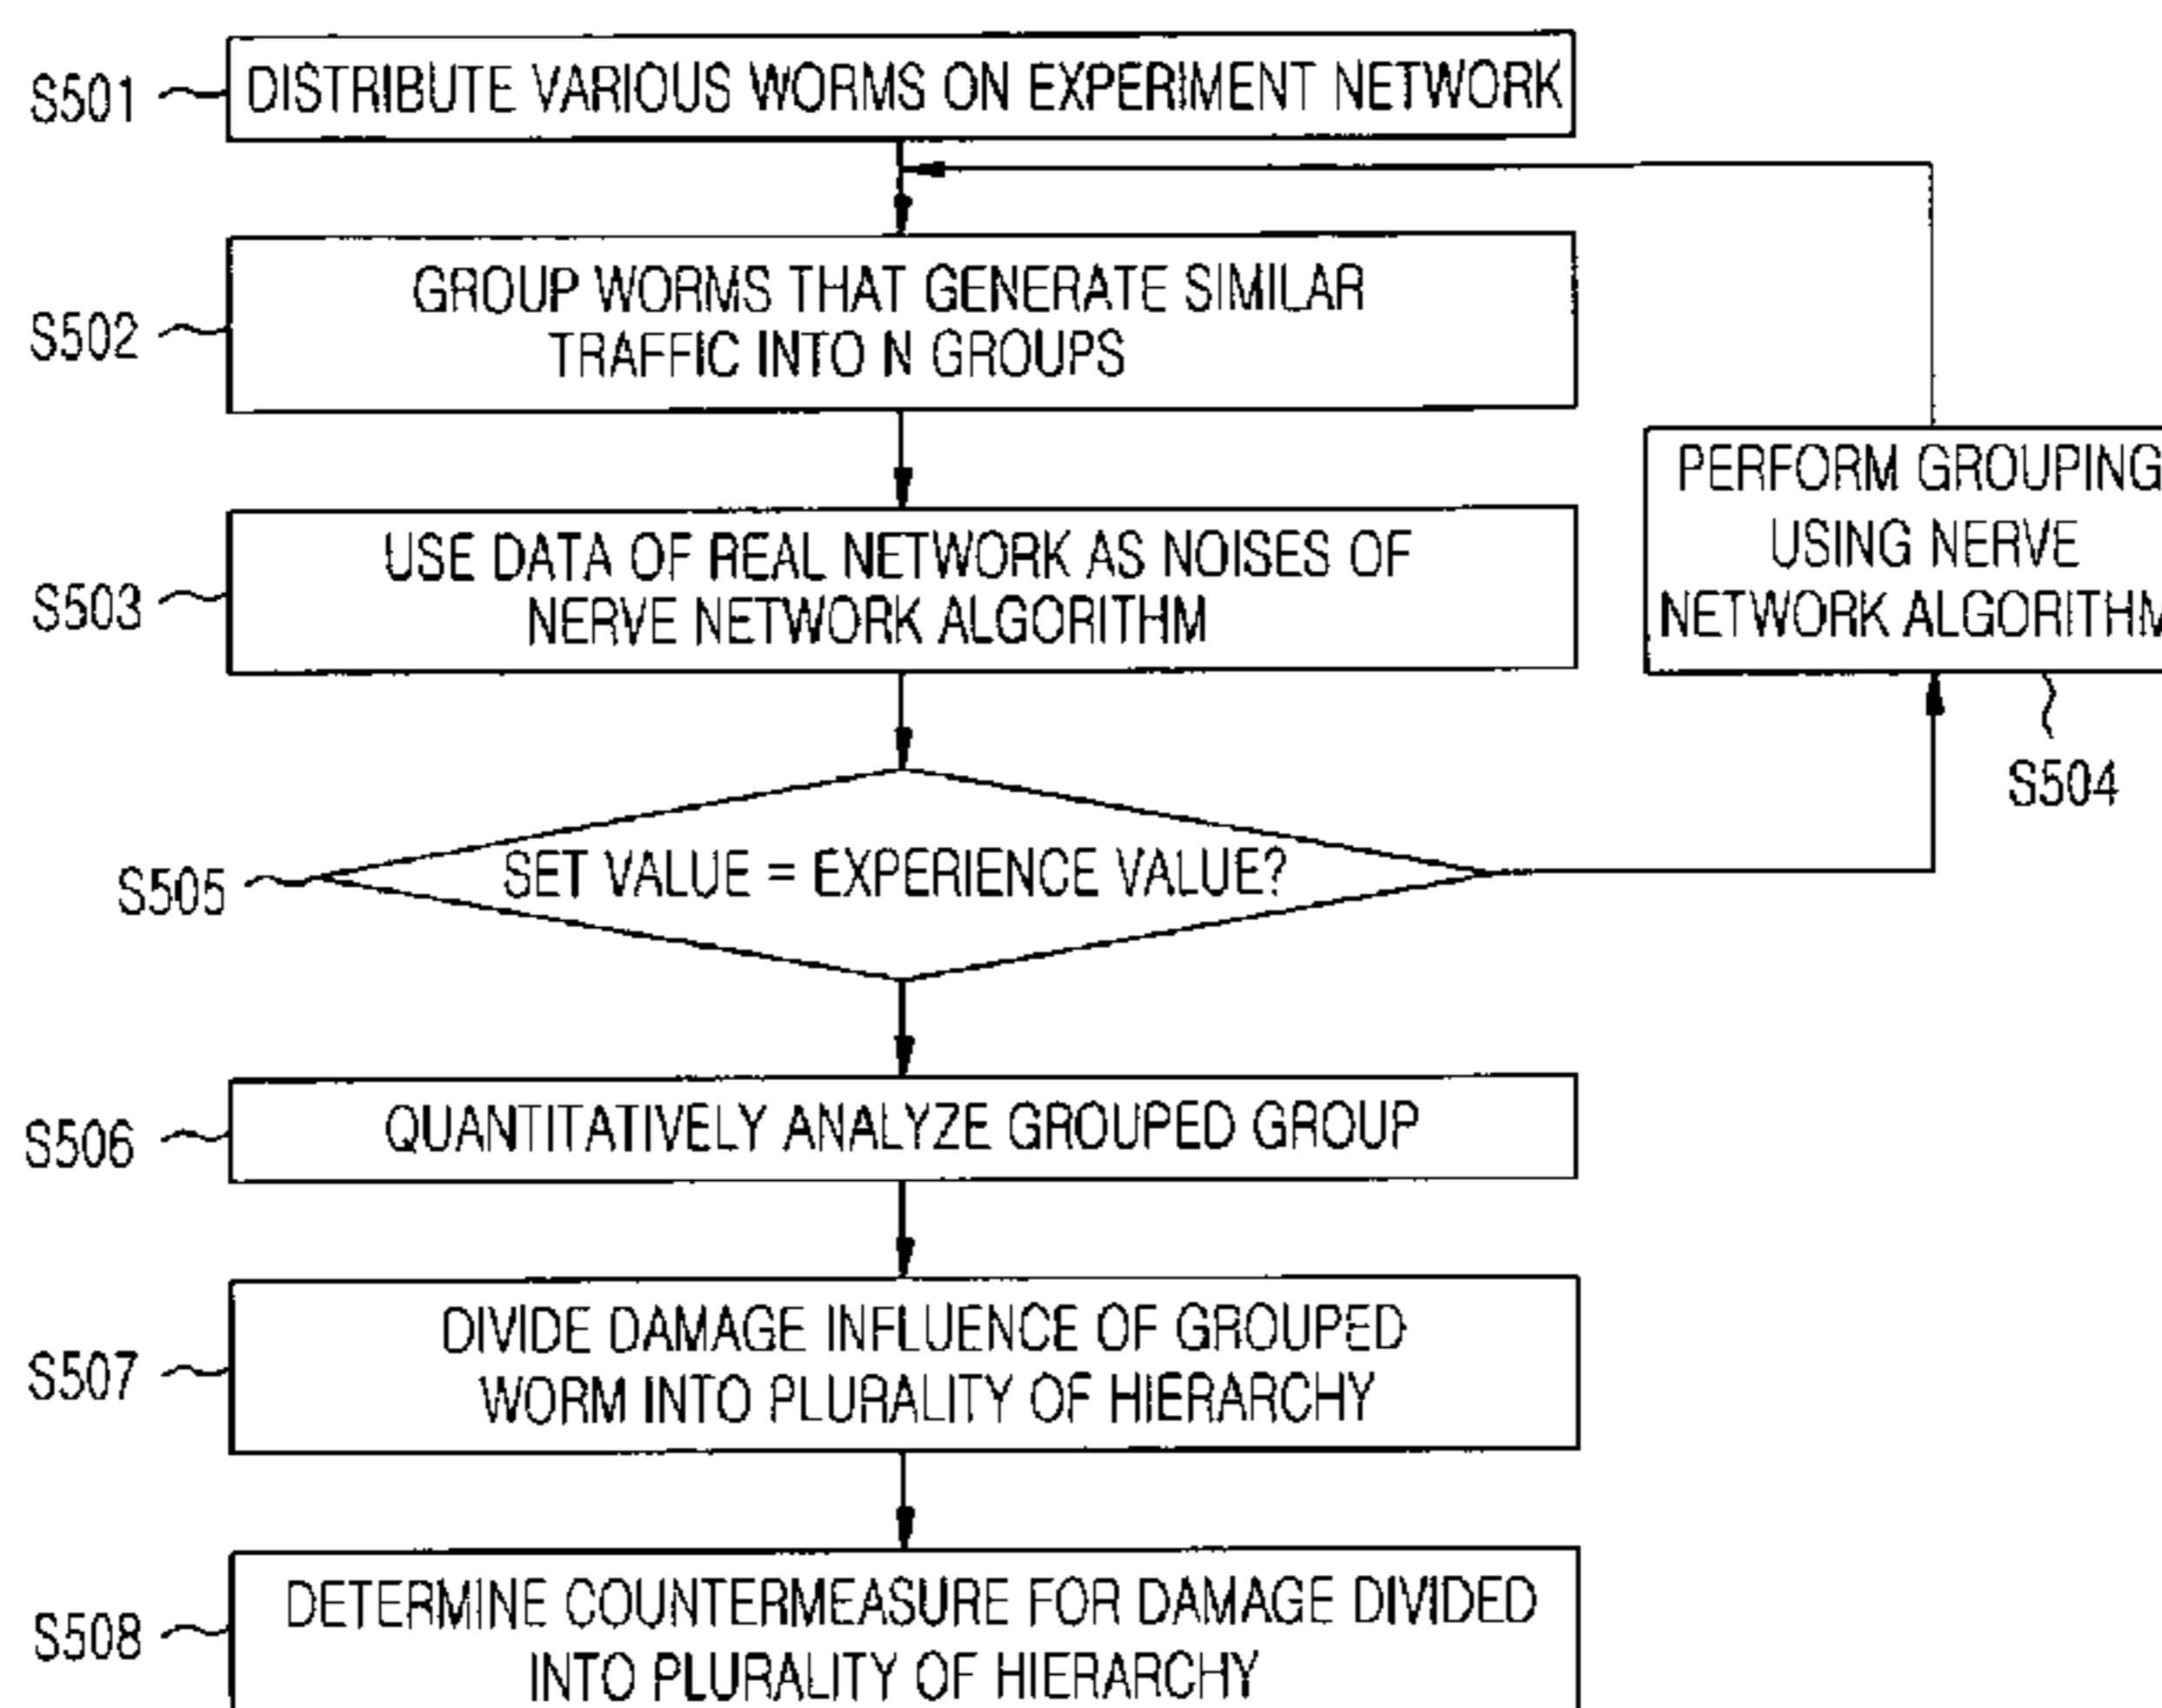 S501
DISTRIBUTE VARIOUS WORMS ON EXPERIMENT NETWORK
S502
GROUP WORMS THAT GENERATE SIMILAR
TRAFFIC INTO N GROUPS
S503
USE DATA OF REAL NETWORK AS NOISES OF
NERVE NETWORK ALGORITHM
PERFORM GROUPING
USING NERVE
NETWORK ALGORITHM
S504
S505
SET VALUE = EXPERIENCE VALUE?
S506
QUANTITATIVELY ANALYZE GROUPED GROUP
S507
DIVIDE DAMAGE INFLUENCE OF GROUPED
WORM INTO PLURALITY OF HIERARCHY
S508
DETERMINE COUNTERMEASURE FOR DAMAGE DIVIDED
INTO PLURALITY OF HIERARCHY